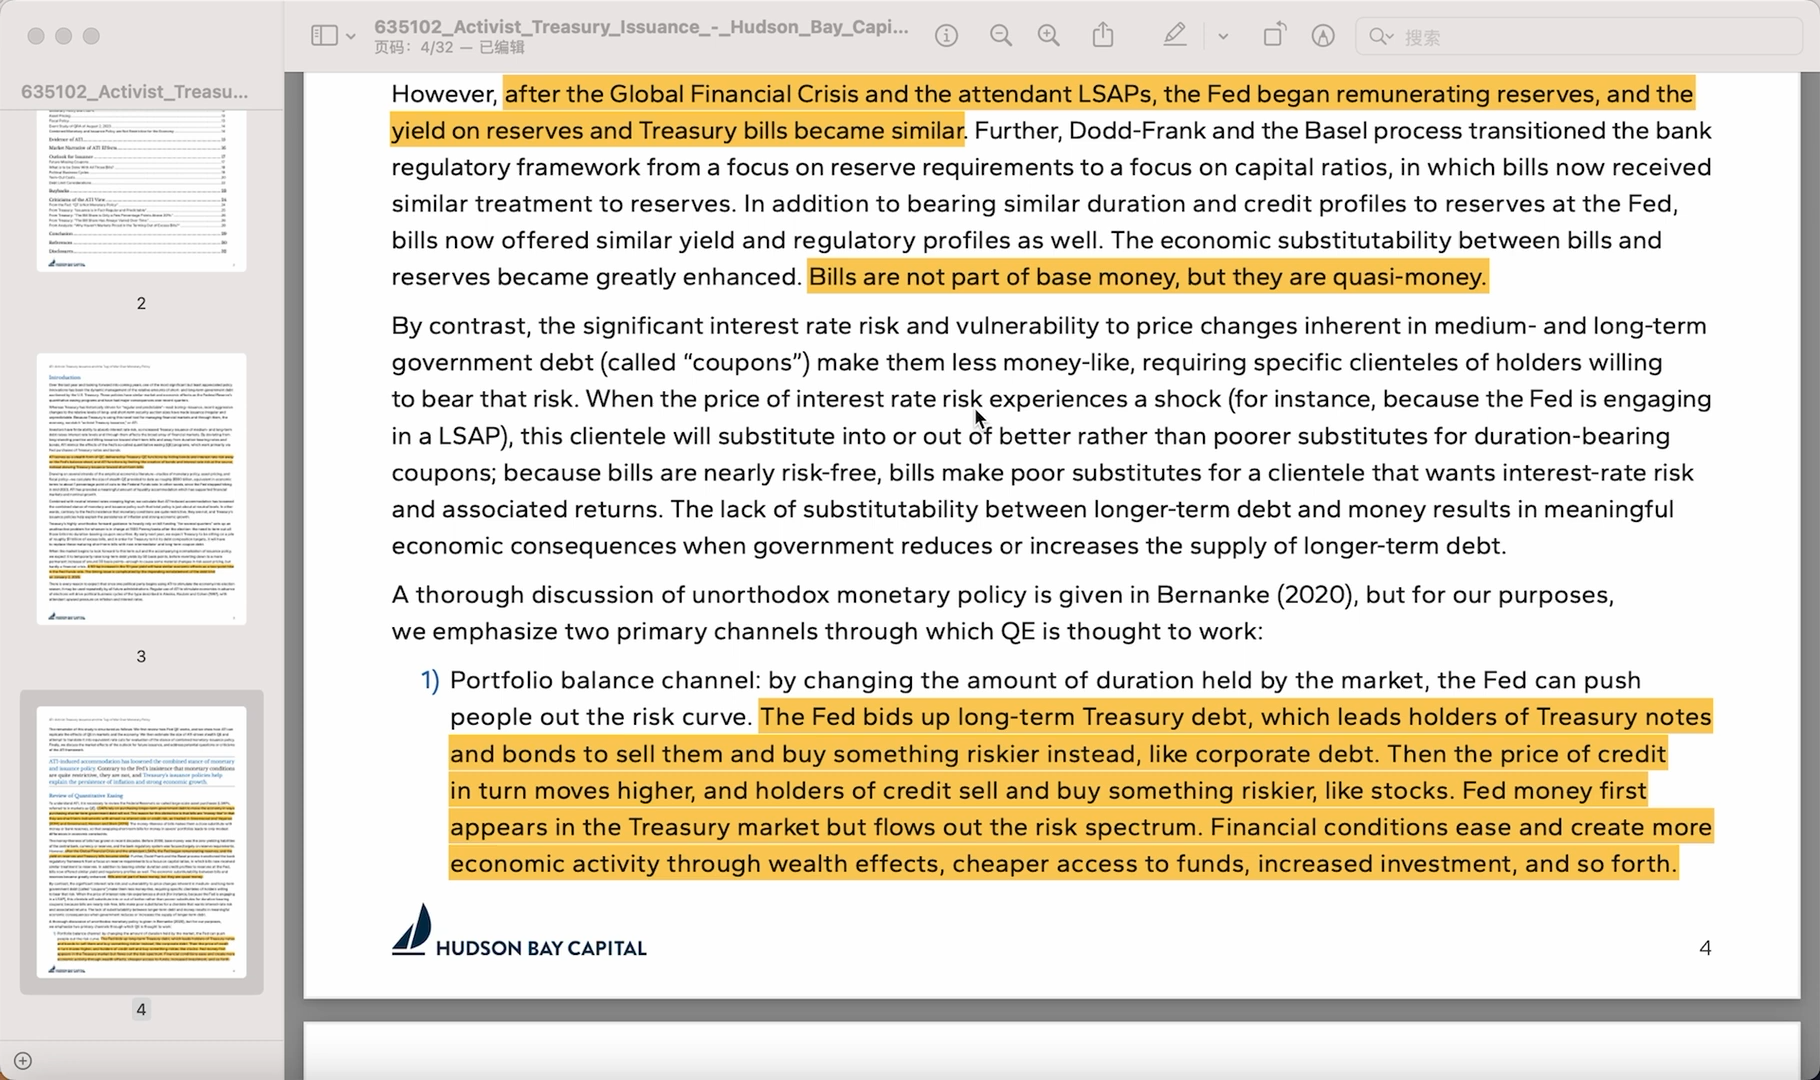 635102_Activist_Treasury_Issuance_-_Hudson_Bay_Capi...
页码：4/32 — 已编辑
搜索
635102_Activist_Treasu...
2
3
4
However, after the Global Financial Crisis and the attendant LSAPs, the Fed began remunerating reserves, and the
yield on reserves and Treasury bills became similar. Further, Dodd-Frank and the Basel process transitioned the bank
regulatory framework from a focus on reserve requirements to a focus on capital ratios, in which bills now received
similar treatment to reserves. In addition to bearing similar duration and credit profiles to reserves at the Fed,
bills now offered similar yield and regulatory profiles as well. The economic substitutability between bills and
reserves became greatly enhanced. Bills are not part of base money, but they are quasi-money.
By contrast, the significant interest rate risk and vulnerability to price changes inherent in medium- and long-term
government debt (called “coupons”) make them less money-like, requiring specific clienteles of holders willing
to bear that risk. When the price of interest rate risk experiences a shock (for instance, because the Fed is engaging
in a LSAP), this clientele will substitute into or out of better rather than poorer substitutes for duration-bearing
coupons; because bills are nearly risk-free, bills make poor substitutes for a clientele that wants interest-rate risk
and associated returns. The lack of substitutability between longer-term debt and money results in meaningful
economic consequences when government reduces or increases the supply of longer-term debt.
A thorough discussion of unorthodox monetary policy is given in Bernanke (2020), but for our purposes,
we emphasize two primary channels through which QE is thought to work:
1) Portfolio balance channel: by changing the amount of duration held by the market, the Fed can push
people out the risk curve. The Fed bids up long-term Treasury debt, which leads holders of Treasury notes
and bonds to sell them and buy something riskier instead, like corporate debt. Then the price of credit
in turn moves higher, and holders of credit sell and buy something riskier, like stocks. Fed money first
appears in the Treasury market but flows out the risk spectrum. Financial conditions ease and create more
economic activity through wealth effects, cheaper access to funds, increased investment, and so forth.
HUDSON BAY CAPITAL
4